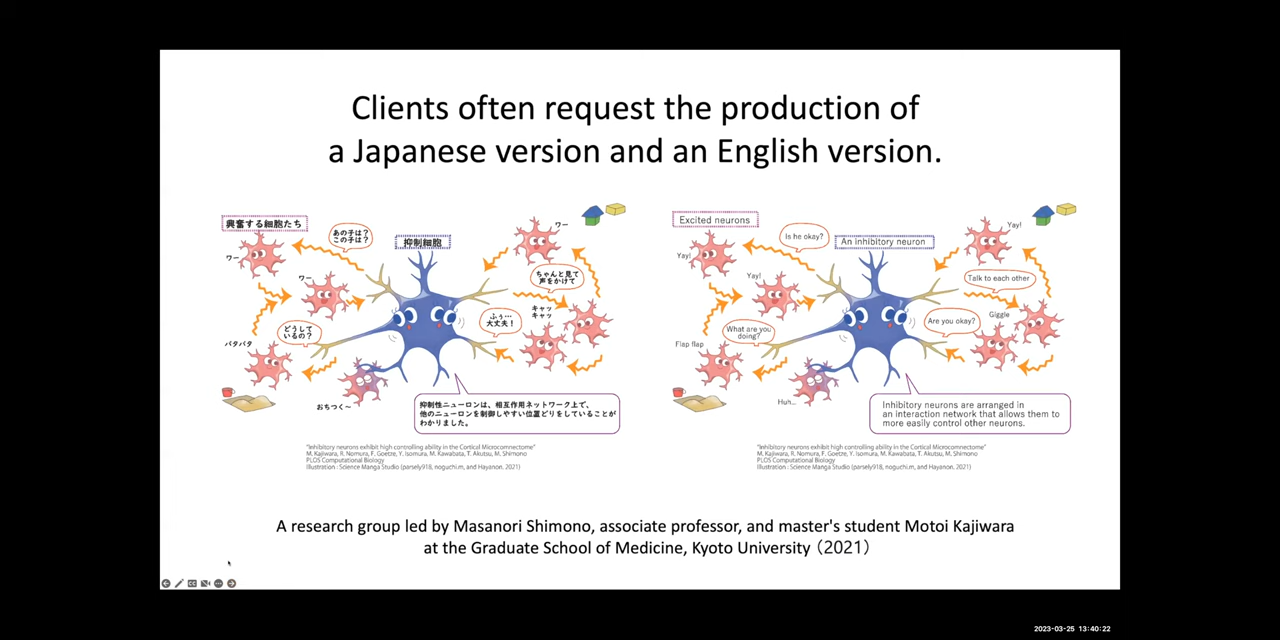 Clients often request the production of
a Japanese version and an English version.
興奮する細胞たち
あの子は?
この子は?
抑制細胞
ワー
ワー
ワー
ちゃんと見て
声をかけて
キャッ
キャッ
ふぅ…
大丈夫!
どうして
いるの?
バタバタ
おちつく~
抑制性ニューロンは、相互作用ネットワーク上で、
他のニューロンを制御しやすい位置どりをしていることが
わかりました。
"Inhibitory neurons exhibit high controlling ability in the Cortical Microconnectome"
M. Kajiwara, R. Nomura, F. Goetze, Y. Isomura, M. Kawabata, T. Akutsu, M. Shimono
PLOS Computational Biology
Illustration : Science Manga Studio (parsely918, noguchi.m, and Hayanon. 2021)
Excited neurons
Is he okay?
An inhibitory neuron
Yay!
Yay!
Yay!
Talk to each other
Giggle
Are you okay?
What are you
doing?
Flap flap
Huh...
Inhibitory neurons are arranged in
an interaction network that allows them to
more easily control other neurons.
"Inhibitory neurons exhibit high controlling ability in the Cortical Microconnectome"
M. Kajiwara, R. Nomura, F. Goetze, Y. Isomura, M. Kawabata, T. Akutsu, M. Shimono
PLOS Computational Biology
Illustration : Science Manga Studio (parsely918, noguchi.m, and Hayanon. 2021)
A research group led by Masanori Shimono, associate professor, and master's student Motoi Kajiwara
at the Graduate School of Medicine, Kyoto University（2021）
2023-03-25 13:40:22